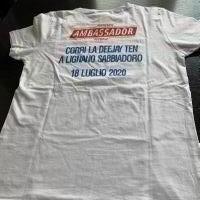 AMBASSADOR
CORRI LA DEEJAY TEN
A LIGNANO SABBIADORO
18 LUGLIO 2020